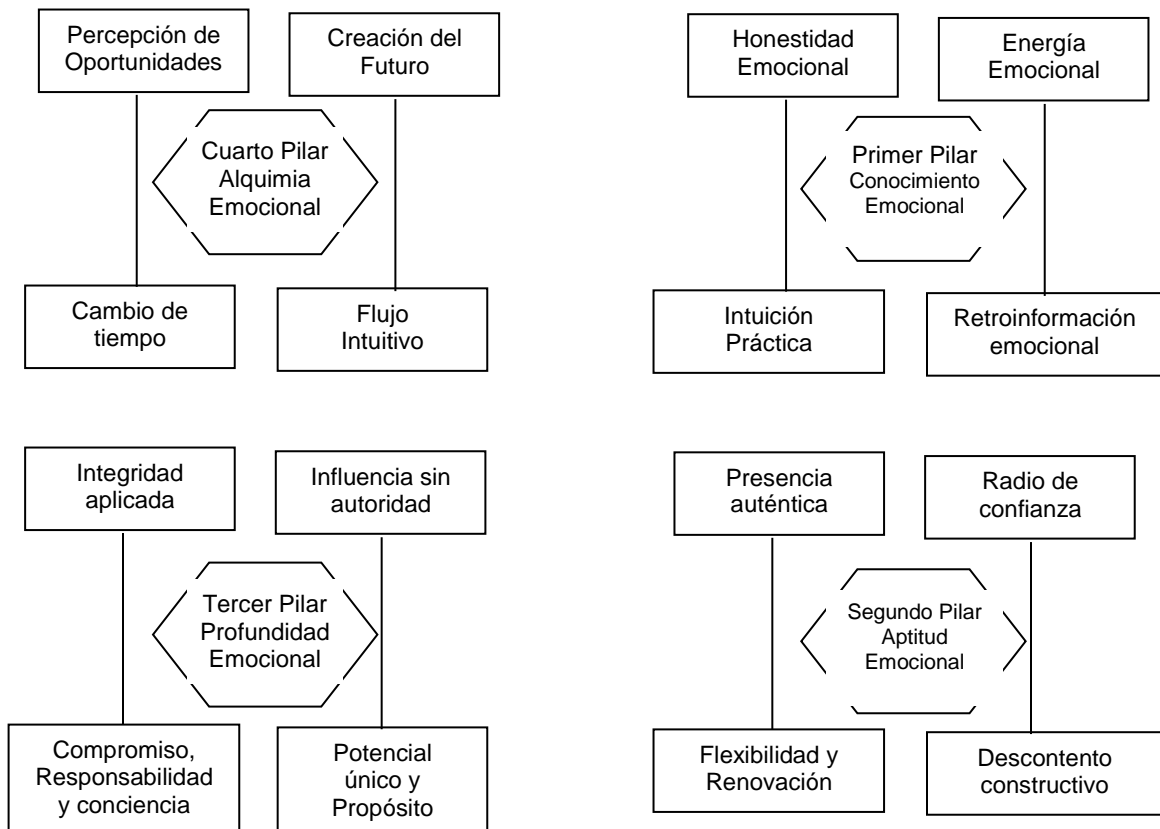 Percepción de
Oportunidades
Creación del
Futuro
Cuarto Pilar
Alquimia
Emocional
Cambio de
tiempo
Flujo
Intuitivo
Honestidad
Emocional
Energía
Emocional
Primer Pilar
Conocimiento
Emocional
Intuición
Práctica
Retroinformación
emocional
Integridad
aplicada
Influencia sin
autoridad
Tercer Pilar
Profundidad
Emocional
Compromiso,
Responsabilidad
y conciencia
Potencial
único y
Propósito
Presencia
auténtica
Radio de
confianza
Segundo Pilar
Aptitud
Emocional
Flexibilidad y
Renovación
Descontento
constructivo